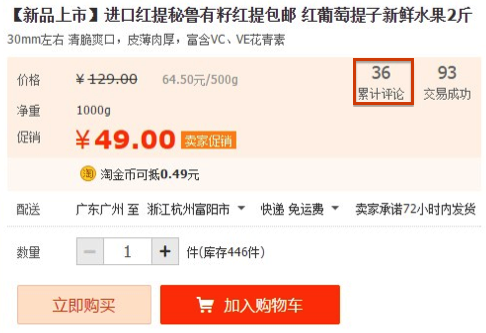 【新品上市】进口红提秘鲁有籽红提包邮 红葡萄提子新鲜水果2斤
30mm左右 清脆爽口，皮薄肉厚，富含VC、VE花青素
价格 ¥129.00 64.50元/500g 36 93
累计评论 交易成功
净重 1000g
促销 ¥49.00 卖家促销
淘 淘金币可抵0.49元
配送 广东广州 至 浙江杭州富阳市 快递 免运费 卖家承诺72小时内发货
数量 − 1 + 件(库存446件)
立即购买 加入购物车